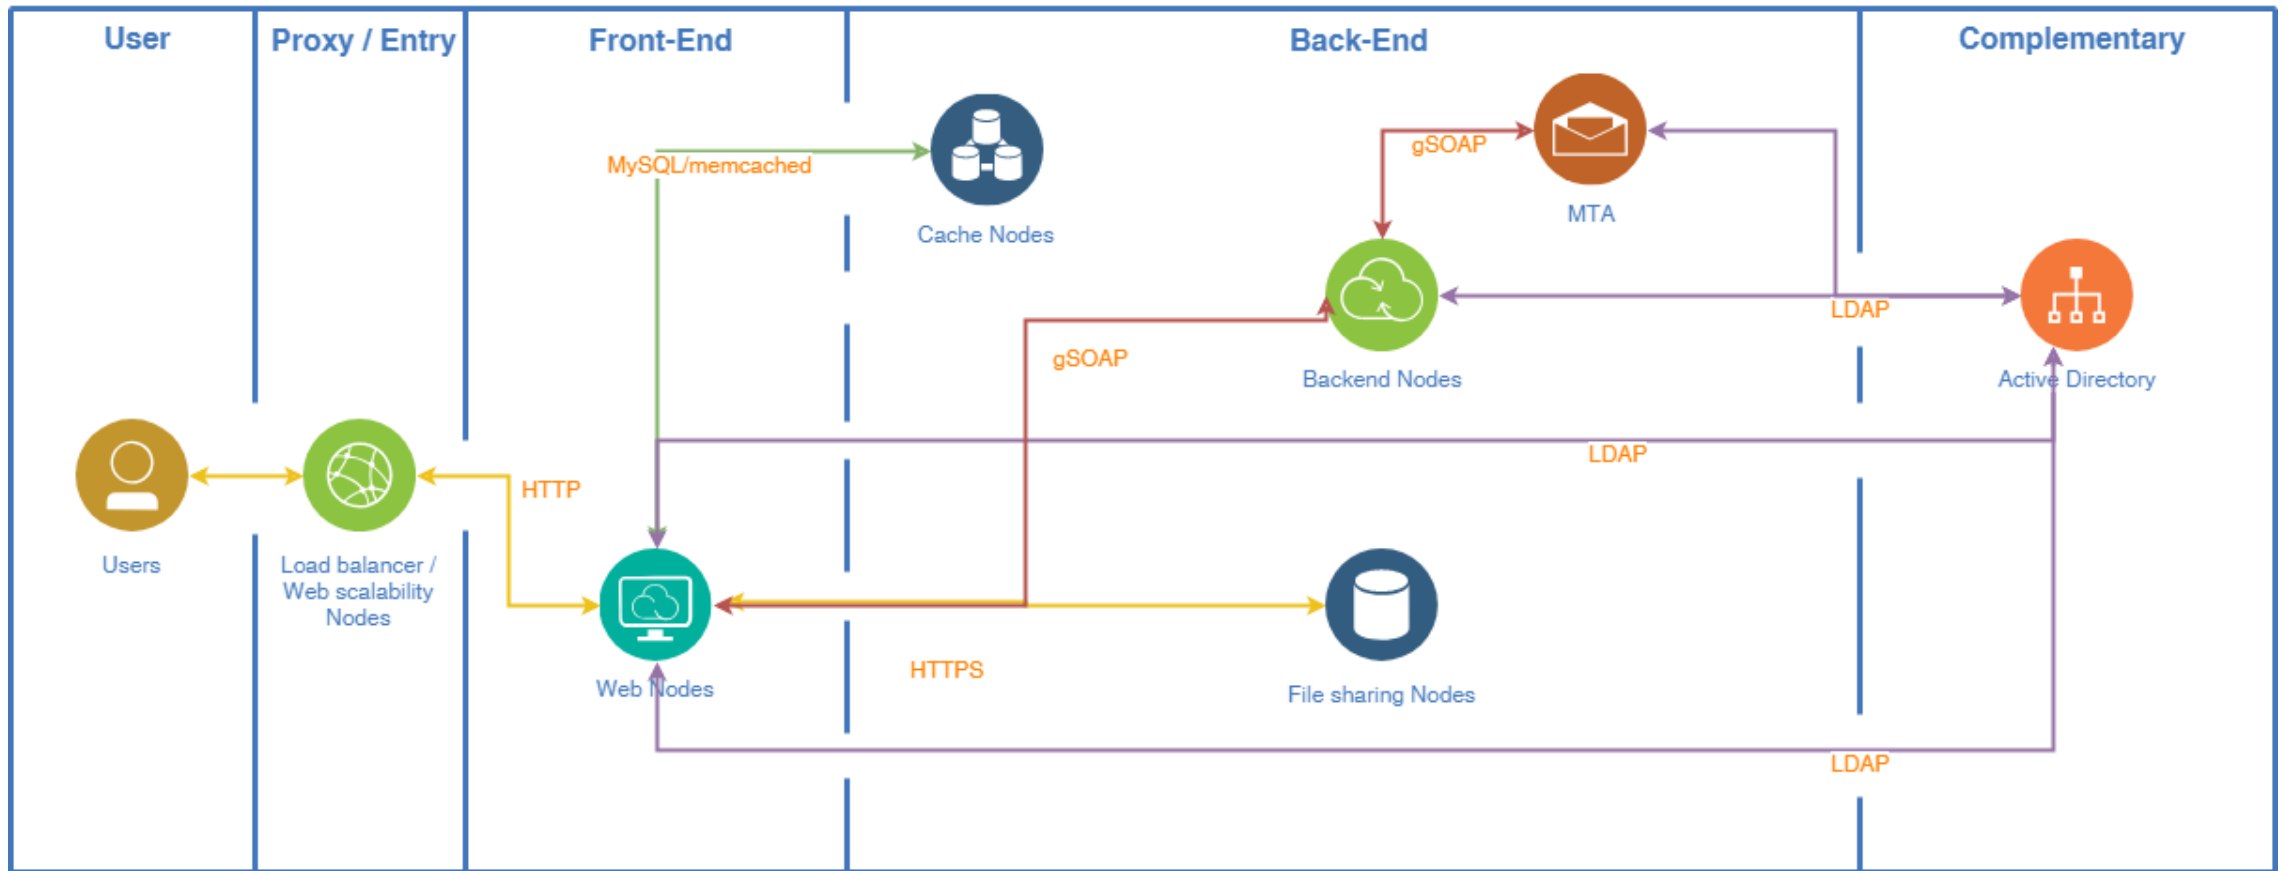 User
Proxy / Entry
Front-End
Back-End
Complementary
MySQL/memcached
Cache Nodes
gSOAP
MTA
LDAP
gSOAP
Backend Nodes
Active Directory
LDAP
HTTP
Users
Load balancer /
Web scalability
Nodes
Web Nodes
HTTPS
File sharing Nodes
LDAP